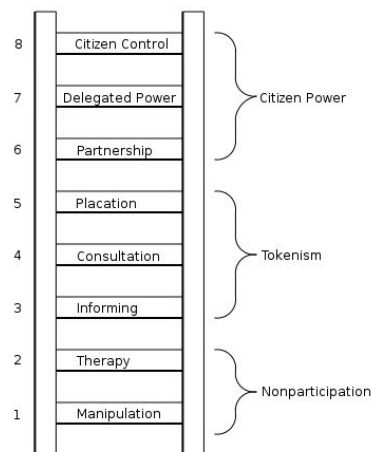 8 Citizen Control
7 Delegated Power
Citizen Power
6 Partnership
5 Placation
4 Consultation
Tokenism
3 Informing
2 Therapy
Nonparticipation
1 Manipulation